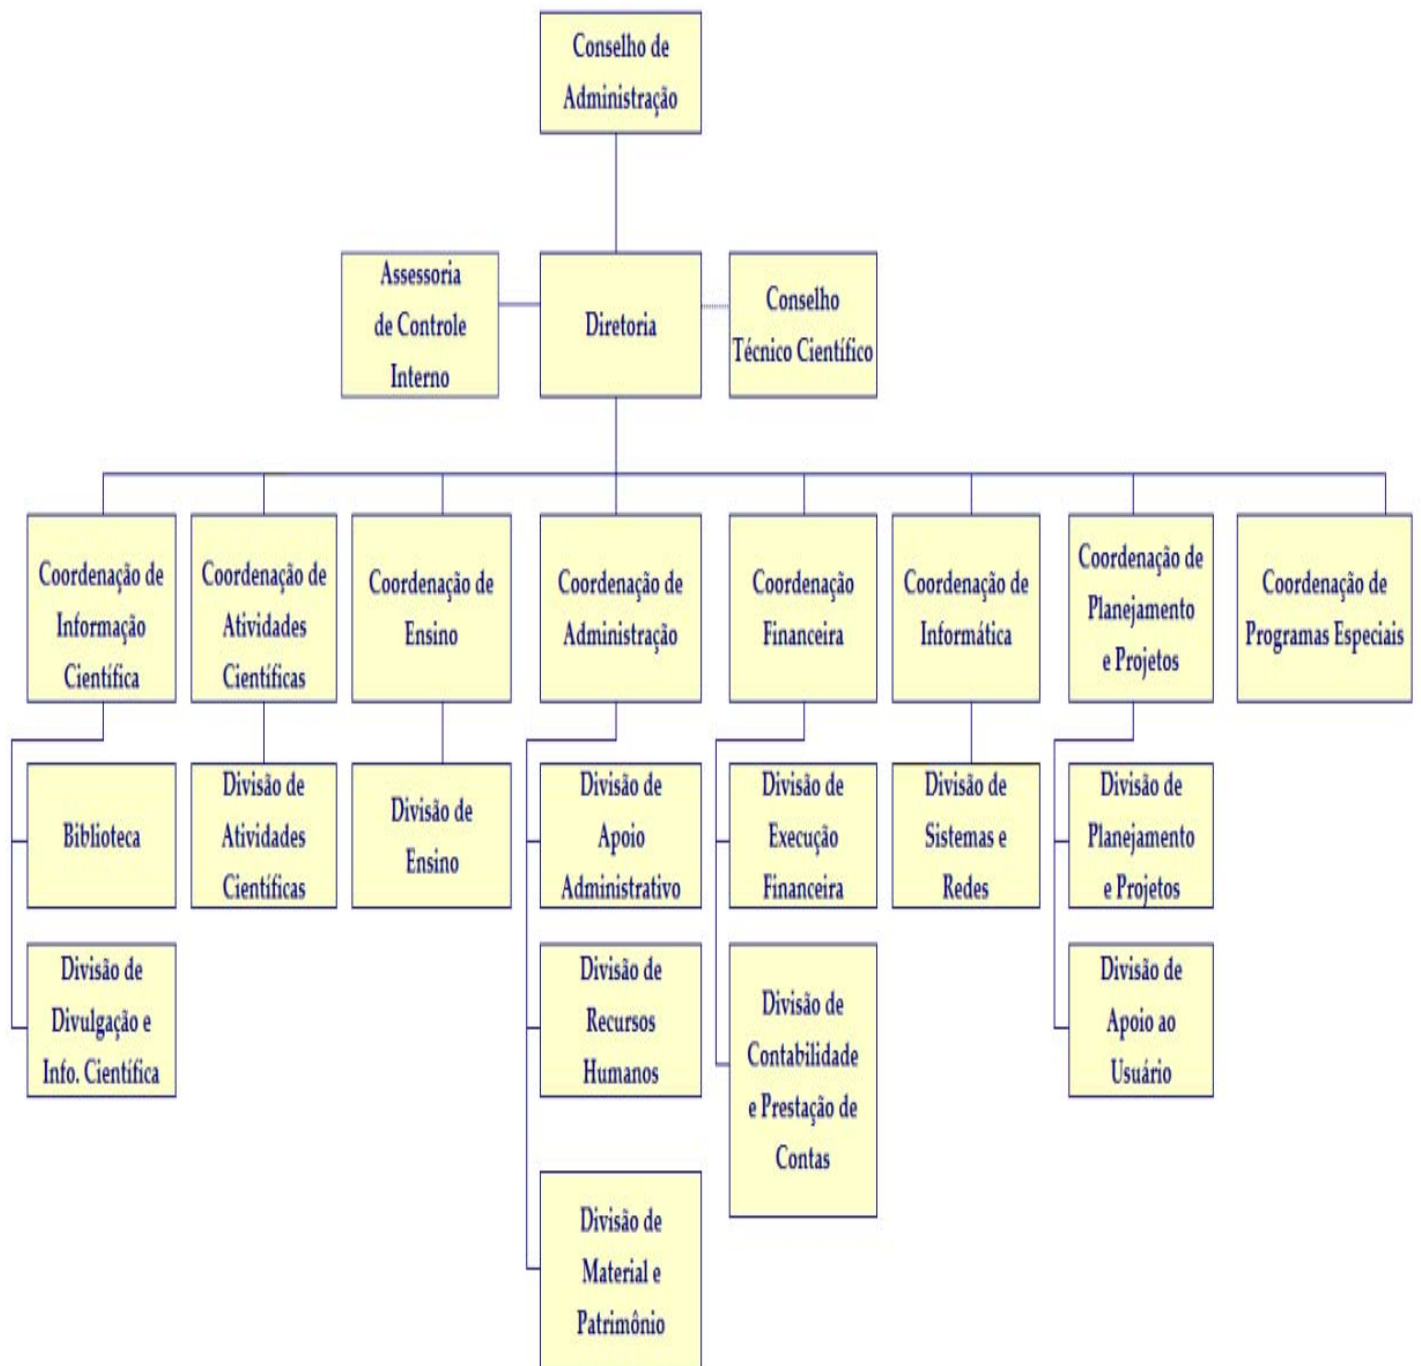 Conselho de
Administração
Assessoria
de Controle
Interno
Diretoria
Conselho
Técnico Científico
Coordenação de
Informação
Científica
Coordenação de
Atividades
Científicas
Coordenação de
Ensino
Coordenação de
Administração
Coordenação
Financeira
Coordenação de
Informática
Coordenação de
Planejamento
e Projetos
Coordenação de
Programas Especiais
Biblioteca
Divisão de
Atividades
Científicas
Divisão de
Ensino
Divisão de
Apoio
Administrativo
Divisão de
Execução
Financeira
Divisão de
Sistemas e
Redes
Divisão de
Planejamento
e Projetos
Divisão de
Divulgação e
Info. Científica
Divisão de
Recursos
Humanos
Divisão de
Contabilidade
e Prestação de
Contas
Divisão de
Apoio ao
Usuário
Divisão de
Material e
Patrimônio